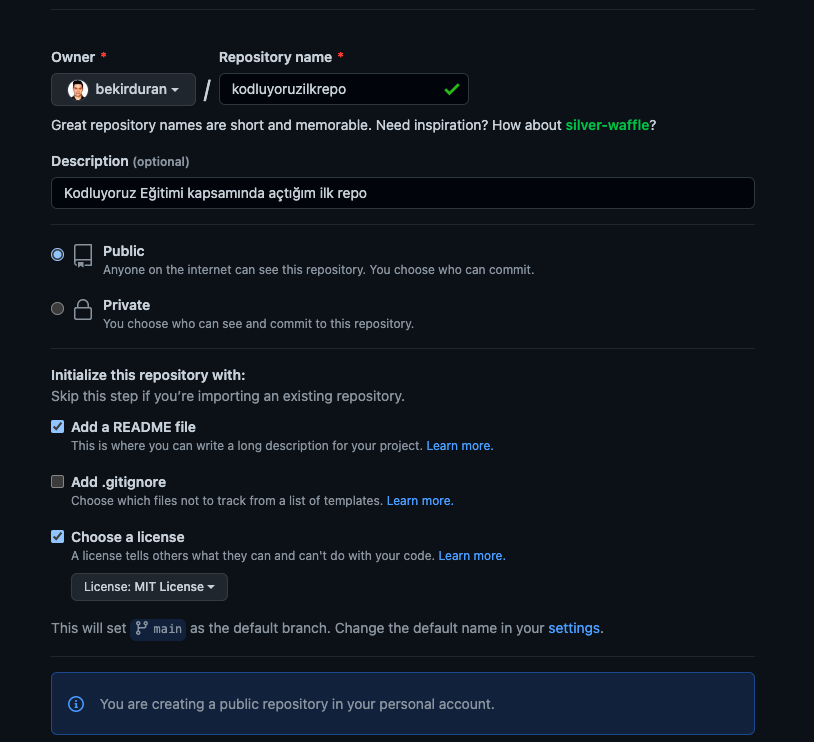 Owner * Repository name *
bekirduran / kodluyoruzilkrepo
Great repository names are short and memorable. Need inspiration? How about silver-waffle?
Description (optional)
Kodluyoruz Eğitimi kapsamında açtığım ilk repo
Public
Anyone on the internet can see this repository. You choose who can commit.
Private
You choose who can see and commit to this repository.
Initialize this repository with:
Skip this step if you’re importing an existing repository.
Add a README file
This is where you can write a long description for your project. Learn more.
Add .gitignore
Choose which files not to track from a list of templates. Learn more.
Choose a license
A license tells others what they can and can't do with your code. Learn more.
License: MIT License
This will set main as the default branch. Change the default name in your settings.
You are creating a public repository in your personal account.